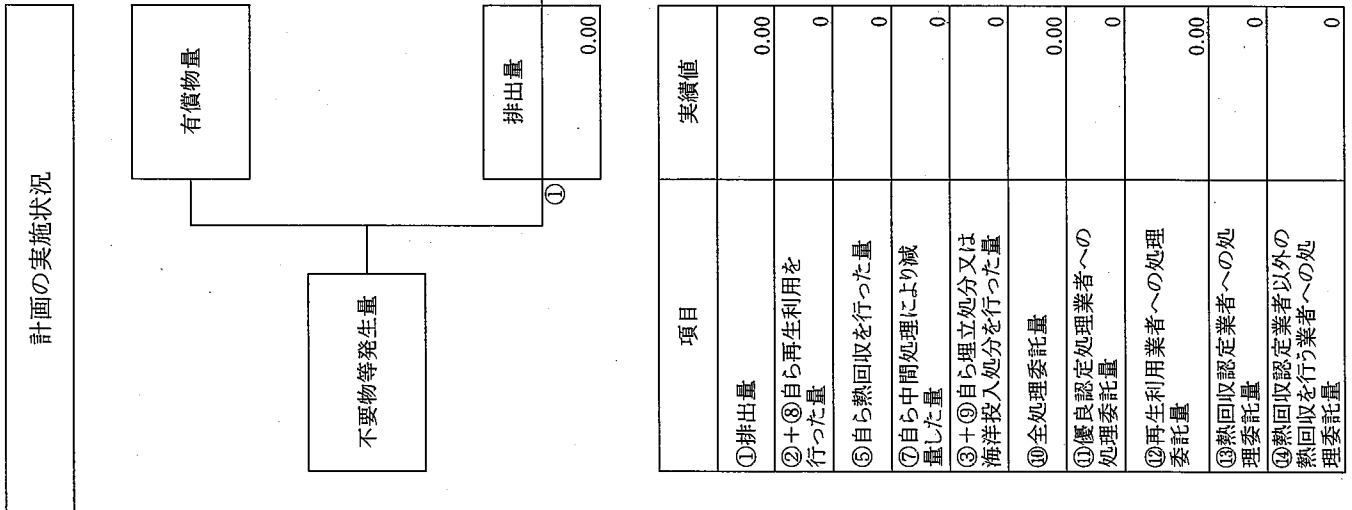 計画の実施状況
有償物量
不要物等発生量
排出量
0.00
①
項目
実績値
①排出量
0.00
②+⑧自ら再生利用を
行った量
0
⑤自ら熱回収を行った量
0
⑦自ら中間処理により減
量した量
0
③+⑨自ら埋立処分又は
海洋投入処分を行った量
0
⑩全処理委託量
0.00
⑪優良認定処理業者への
処理委託量
0
⑫再生利用業者への処理
委託量
0.00
⑬熱回収認定業者への処
理委託量
0
⑭熱回収認定業者以外の
熱回収を行う業者への処
理委託量
0